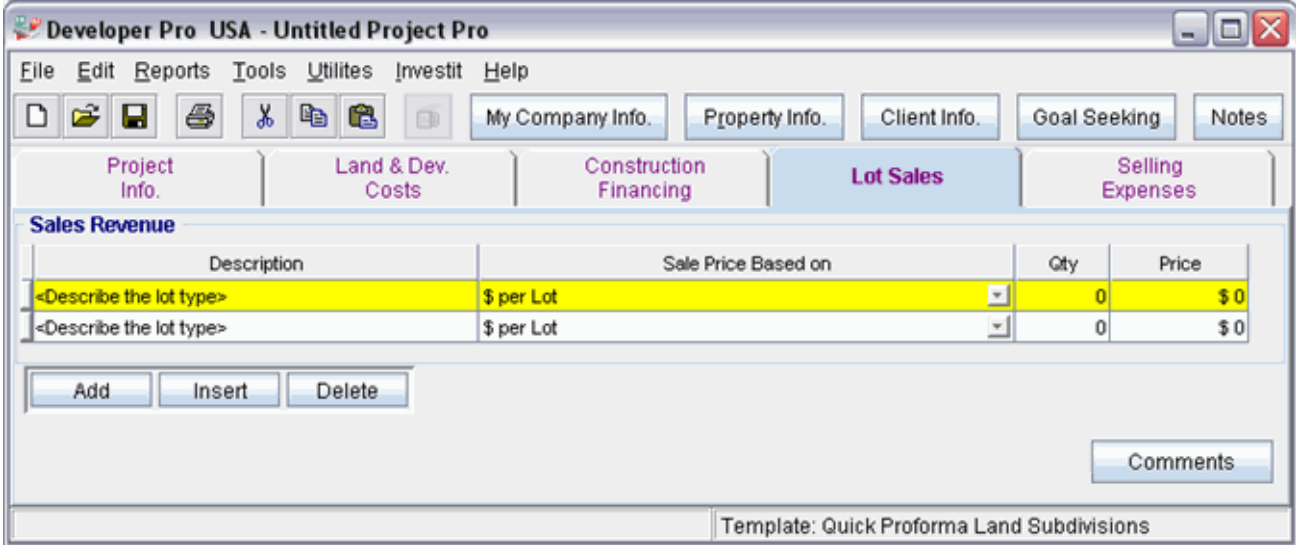 Developer Pro USA - Untitled Project Pro
File Edit Reports Tools Utilites Investit Help
My Company Info. Property Info. Client Info. Goal Seeking Notes
Project Info. Land & Dev. Costs Construction Financing Lot Sales Selling Expenses
Sales Revenue
Description Sale Price Based on Qty Price
<Describe the lot type> $ per Lot 0 $ 0
<Describe the lot type> $ per Lot 0 $ 0
Add Insert Delete
Comments
Template: Quick Proforma Land Subdivisions